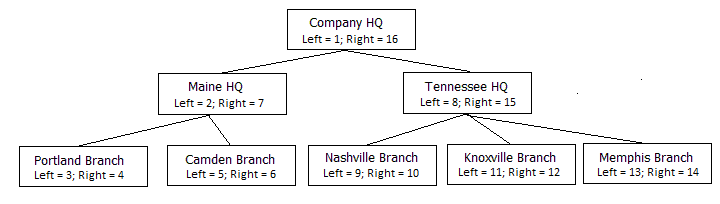 Company HQ
Left = 1; Right = 16
Maine HQ
Left = 2; Right = 7
Tennessee HQ
Left = 8; Right = 15
Portland Branch
Left = 3; Right = 4
Camden Branch
Left = 5; Right = 6
Nashville Branch
Left = 9; Right = 10
Knoxville Branch
Left = 11; Right = 12
Memphis Branch
Left = 13; Right = 14